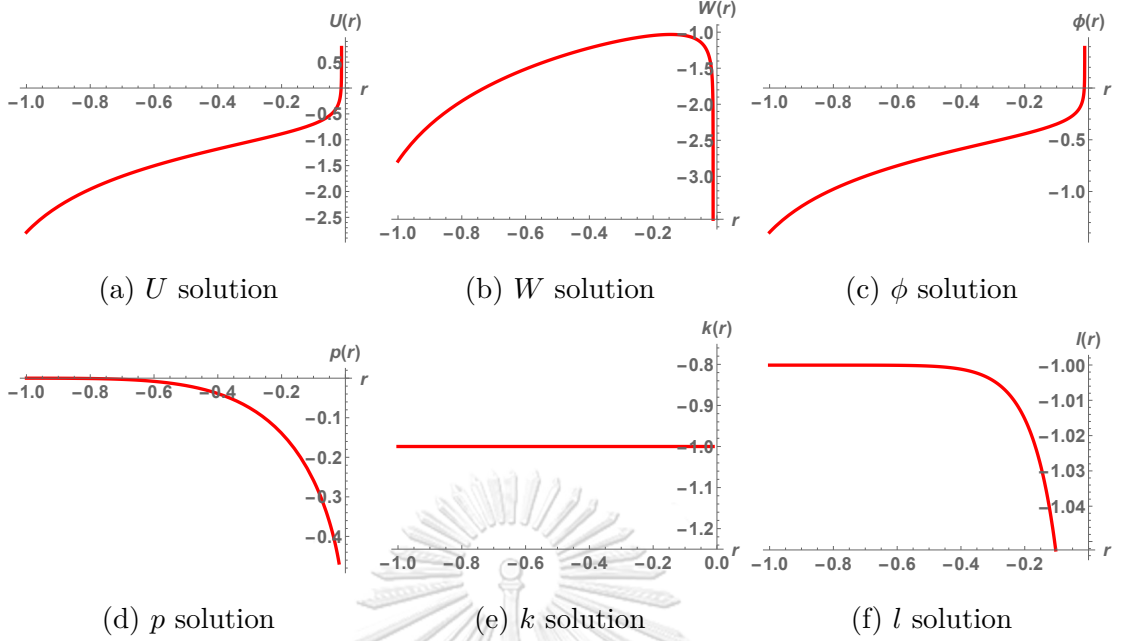 U(r)
0.5
−1.0 −0.8 −0.6 −0.4 −0.2 r
−0.5
−1.0
−1.5
−2.0
−2.5
(a) U solution
W(r)
−1.0
−1.5
−2.0
−2.5
−3.0
−1.0 −0.8 −0.6 −0.4 −0.2 r
(b) W solution
ϕ(r)
−1.0 −0.8 −0.6 −0.4 −0.2 r
−0.5
−1.0
(c) ϕ solution
p(r)
−1.0 −0.8 −0.6 −0.4 −0.2 r
−0.1
−0.2
−0.3
−0.4
(d) p solution
k(r)
−0.8
−0.9
−1.0
−1.1
−1.2
−1.0 −0.8 −0.6 −0.4 −0.2 0.0 r
(e) k solution
l(r)
−1.00
−1.01
−1.02
−1.03
−1.04
−1.0 −0.8 −0.6 −0.4 −0.2 r
(f) l solution